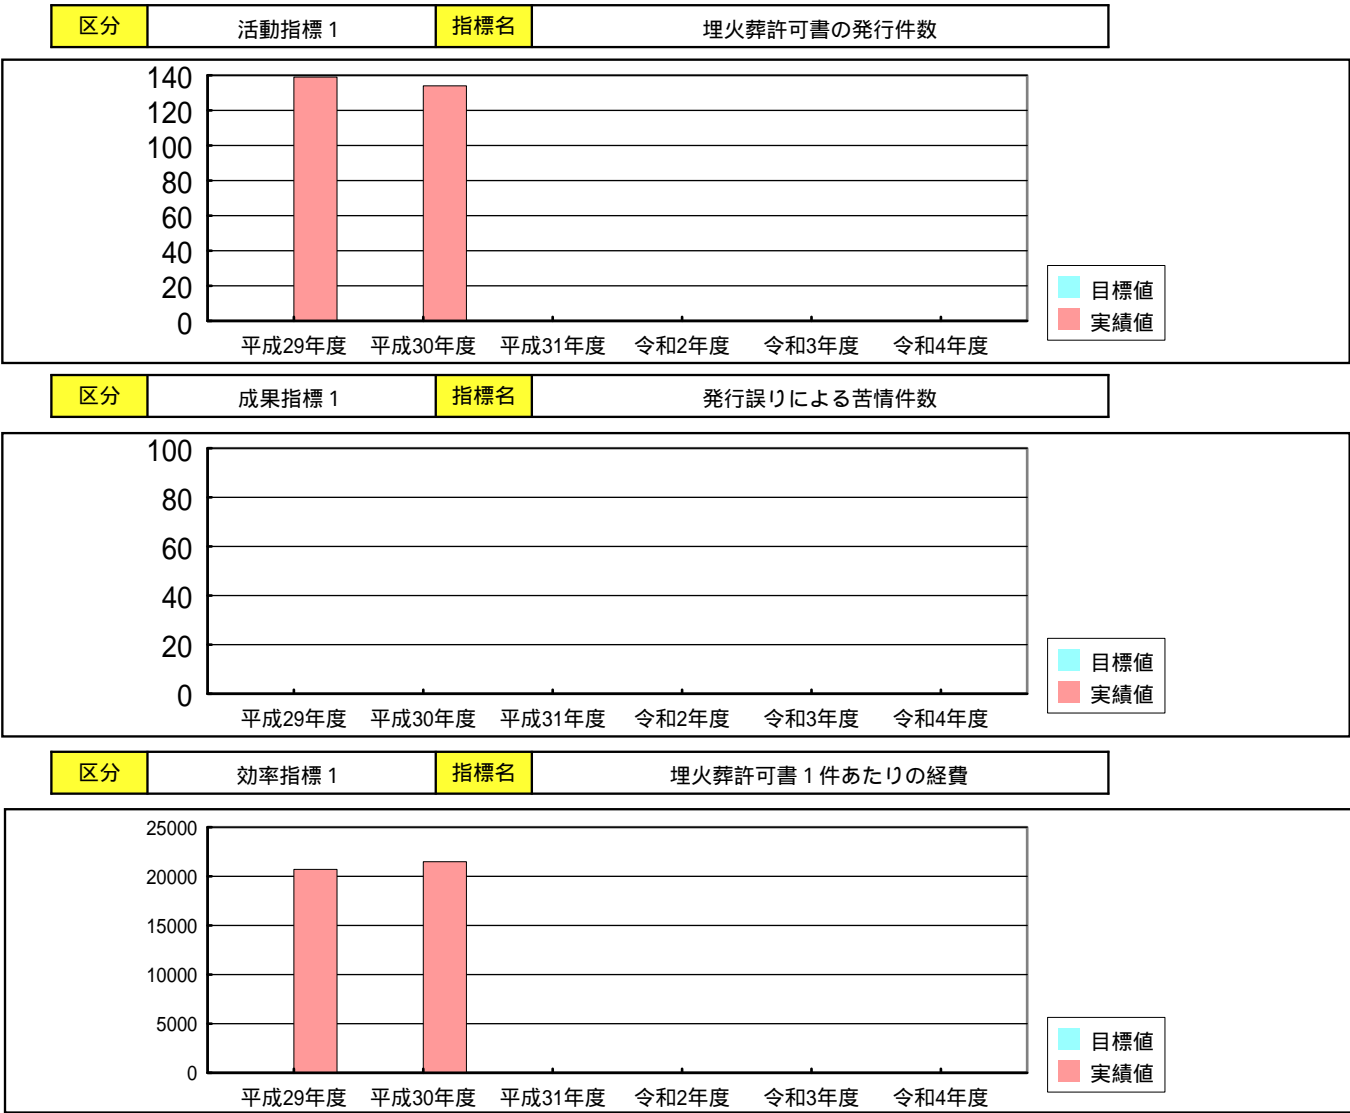 区分 活動指標1 指標名 埋火葬許可書の発行件数
140
120
100
80
60
40
20
0
平成29年度 平成30年度 平成31年度 令和2年度 令和3年度 令和4年度
目標値
実績値
区分 成果指標1 指標名 発行誤りによる苦情件数
100
80
60
40
20
0
平成29年度 平成30年度 平成31年度 令和2年度 令和3年度 令和4年度
目標値
実績値
区分 効率指標1 指標名 埋火葬許可書1件あたりの経費
25000
20000
15000
10000
5000
0
平成29年度 平成30年度 平成31年度 令和2年度 令和3年度 令和4年度
目標値
実績値